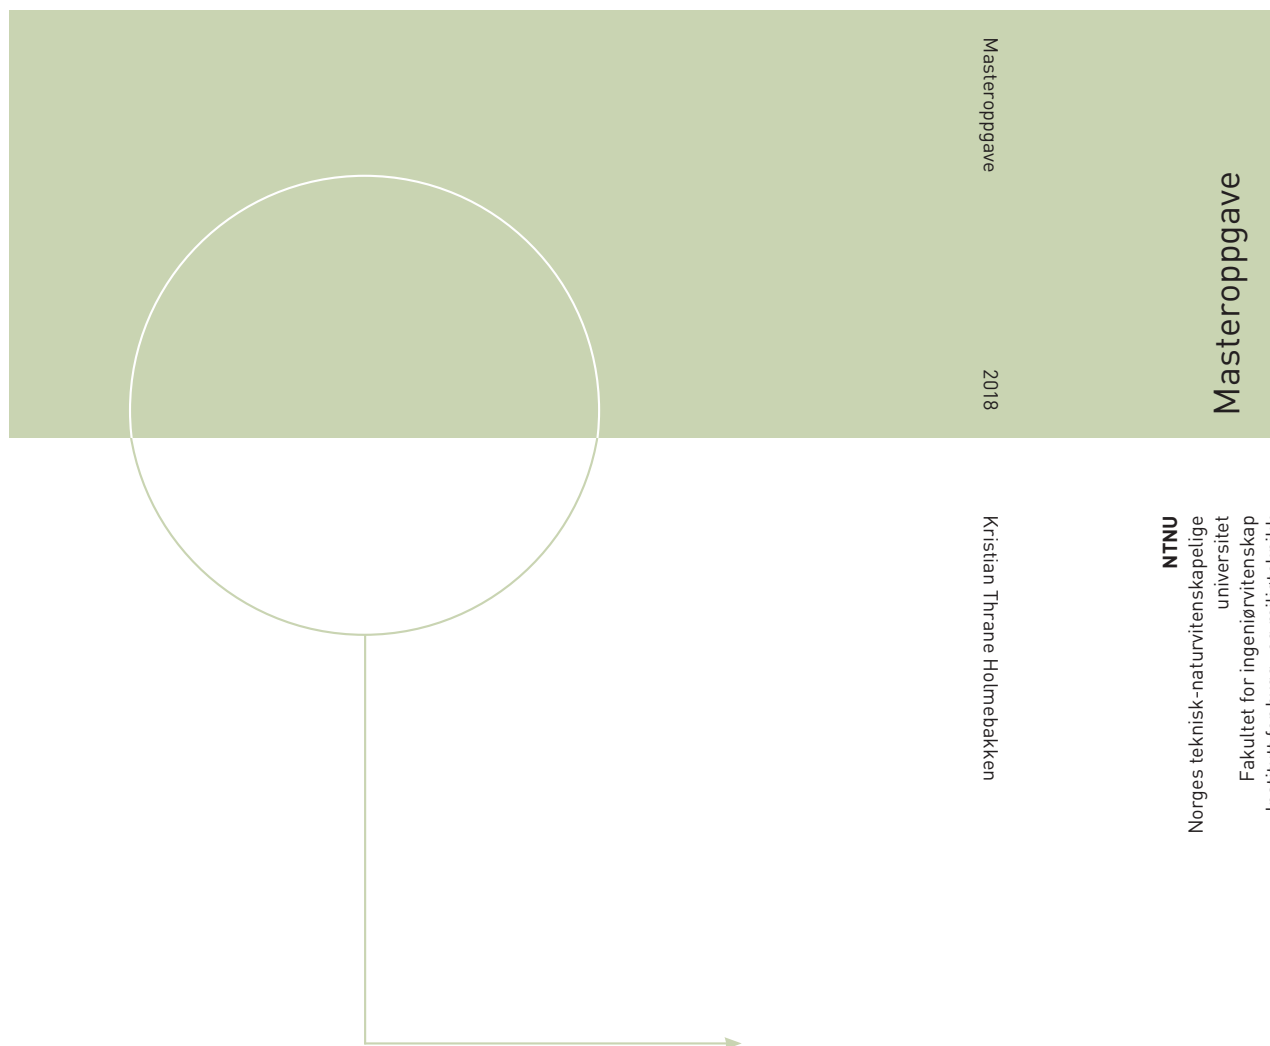 Masteroppgave
2018
Kristian Thrane Holmebakken
Masteroppgave
NTNU
Norges teknisk-naturvitenskapelige
universitet
Fakultet for ingeniørvitenskap